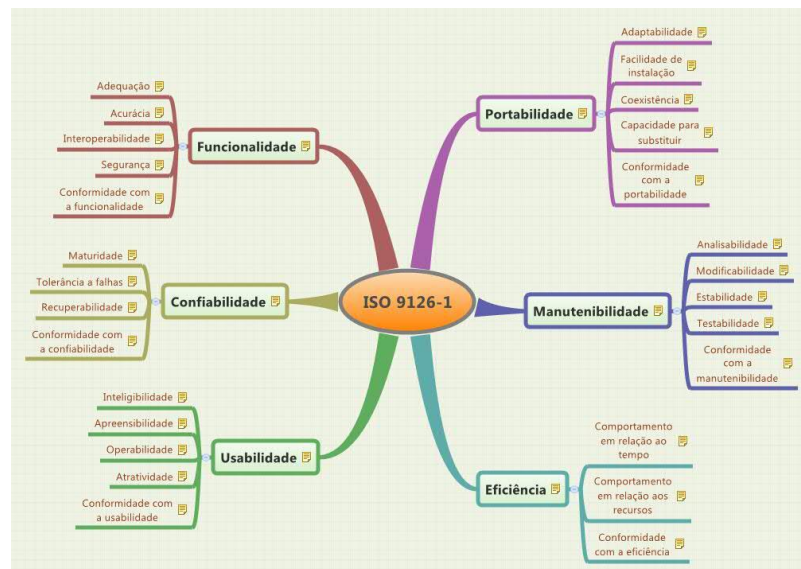 ISO 9126-1
Funcionalidade
Adequação
Acurácia
Interoperabilidade
Segurança
Conformidade com
a funcionalidade
Confiabilidade
Maturidade
Tolerância a falhas
Recuperabilidade
Conformidade com
a confiabilidade
Usabilidade
Inteligibilidade
Apreensibilidade
Operabilidade
Atratividade
Conformidade com
a usabilidade
Portabilidade
Adaptabilidade
Facilidade de
instalação
Coexistência
Capacidade para
substituir
Conformidade
com a
portabilidade
Manutenibilidade
Analisabilidade
Modificabilidade
Estabilidade
Testabilidade
Conformidade
com a
manutenibilidade
Eficiência
Comportamento
em relação ao
tempo
Comportamento
em relação aos
recursos
Conformidade
com a eficiência